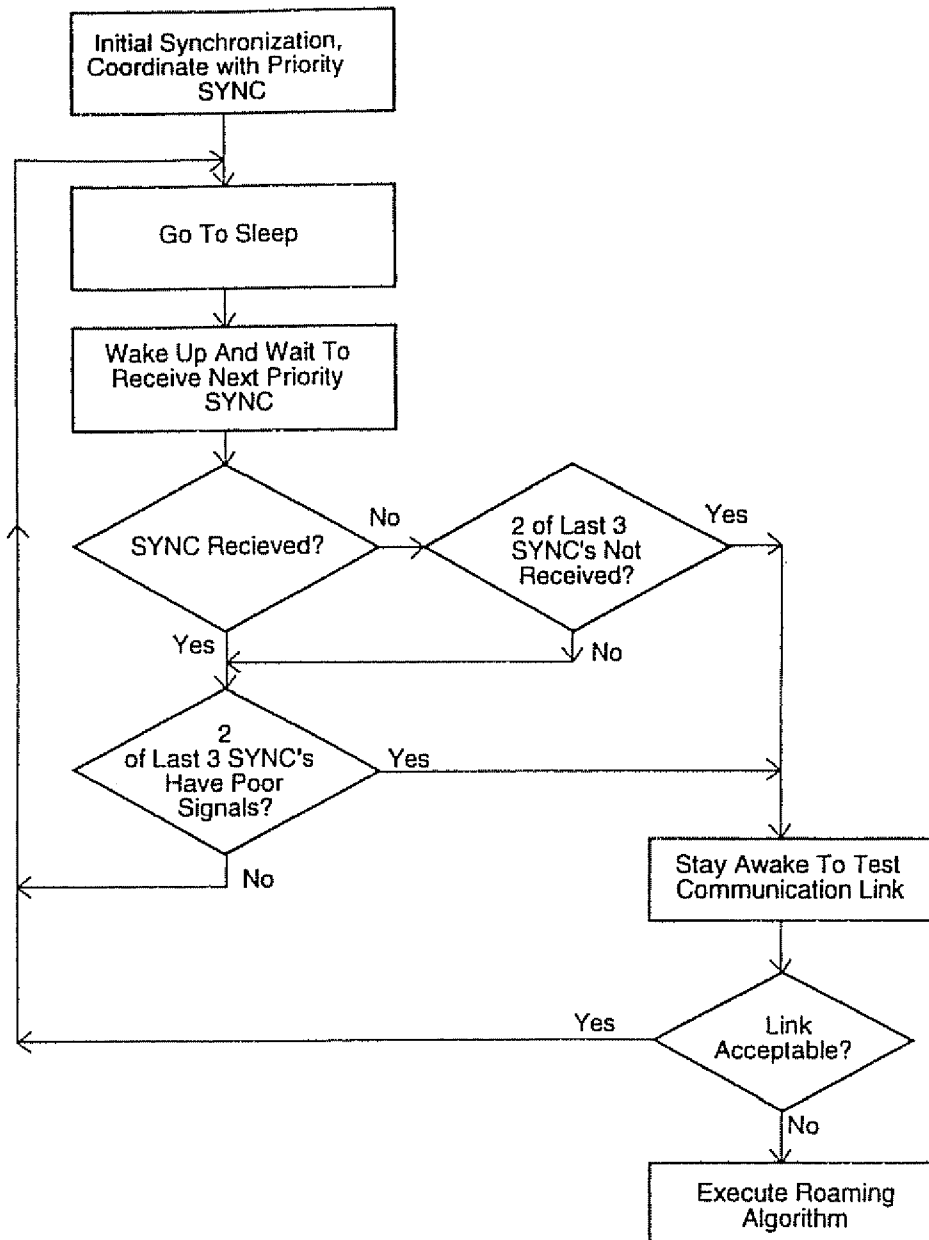 Initial Synchronization,
Coordinate with Priority
SYNC
Go To Sleep
Wake Up And Wait To
Receive Next Priority
SYNC
SYNC Recieved?
No
2 of Last 3
SYNC's Not
Received?
Yes
Yes
No
2
of Last 3 SYNC's
Have Poor
Signals?
Yes
No
Stay Awake To Test
Communication Link
Yes
Link
Acceptable?
No
Execute Roaming
Algorithm